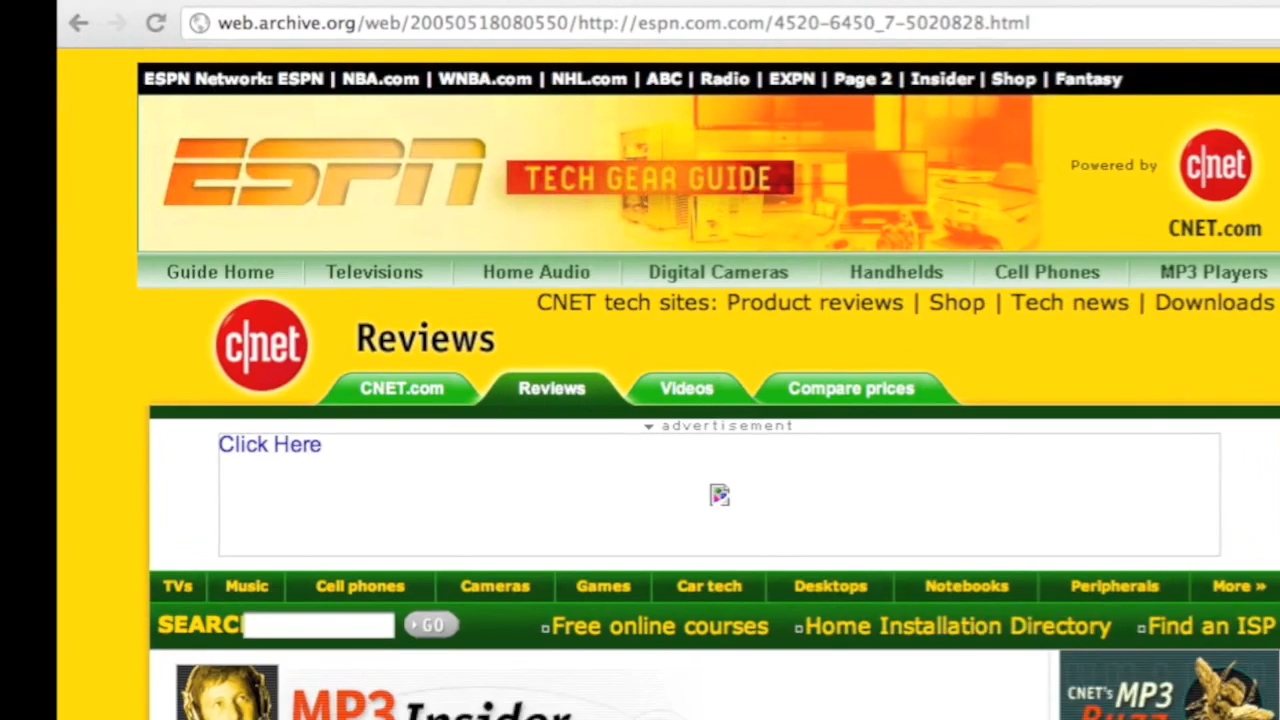 web.archive.org/web/20050518080550/http://espn.com.com/4520-6450_7-5020828.html
ESPN Network: ESPN | NBA.com | WNBA.com | NHL.com | ABC | Radio | EXPN | Page 2 | Insider | Shop | Fantasy
ESPN TECH GEAR GUIDE
Powered by c|net
CNET.com
Guide Home Televisions Home Audio Digital Cameras Handhelds Cell Phones MP3 Players
CNET tech sites: Product reviews | Shop | Tech news | Downloads
c|net Reviews
CNET.com Reviews Videos Compare prices
advertisement
Click Here
TVs Music Cell phones Cameras Games Car tech Desktops Notebooks Peripherals More »
SEARC GO Free online courses Home Installation Directory Find an ISP
MP3 Insider
CNET's MP3
Buzz